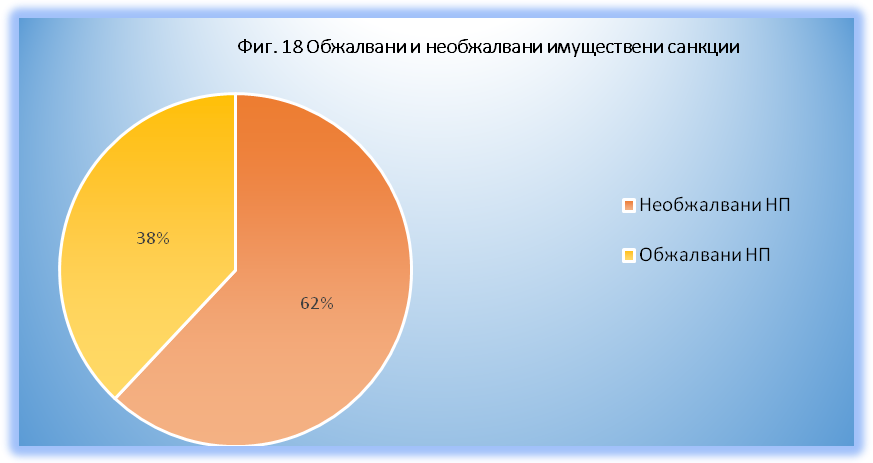 Фиг. 18 Обжалвани и необжалвани имуществени санкции
38%
62%
Необжалвани НП
Обжалвани НП